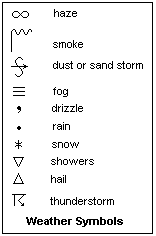 haze
smoke
dust or sand storm
fog
drizzle
rain
snow
showers
hail
thunderstorm
Weather Symbols